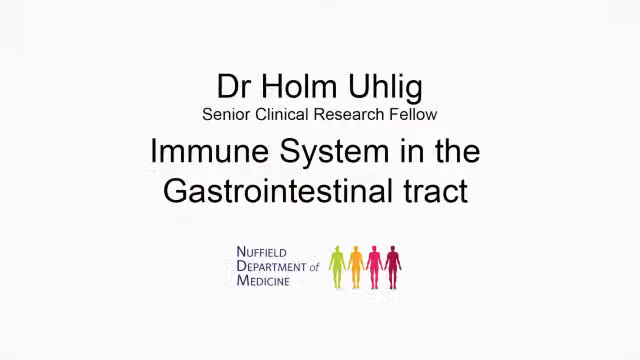 Dr Holm Uhlig
Senior Clinical Research Fellow
Immune System in the
Gastrointestinal tract
NUFFIELD
DEPARTMENT of
MEDICINE